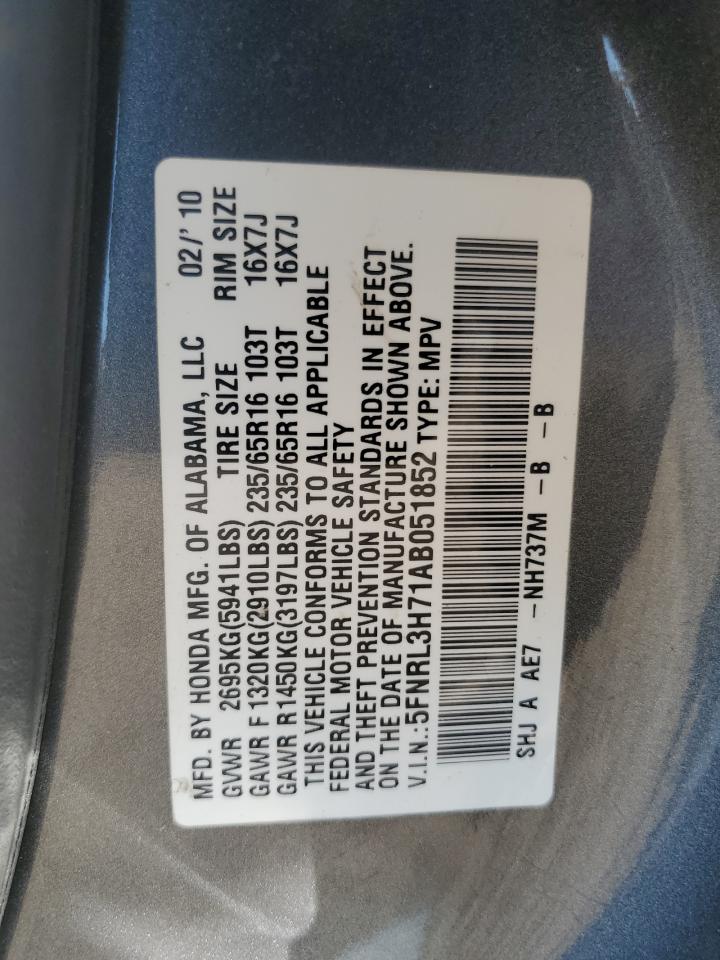 MFD. BY HONDA MFG. OF ALABAMA, LLC 02/' 10
GVWR 2695KG(5941LBS) TIRE SIZE RIM SIZE
GAWR F 1320KG(2910LBS) 235/65R16 103T 16X7J
GAWR R 1450KG(3197LBS) 235/65R16 103T 16X7J
THIS VEHICLE CONFORMS TO ALL APPLICABLE
FEDERAL MOTOR VEHICLE SAFETY
AND THEFT PREVENTION STANDARDS IN EFFECT
ON THE DATE OF MANUFACTURE SHOWN ABOVE.
V.I.N.:5FNRL3H71AB051852 TYPE: MPV
SHJ A AE7 -NH737M -B -B